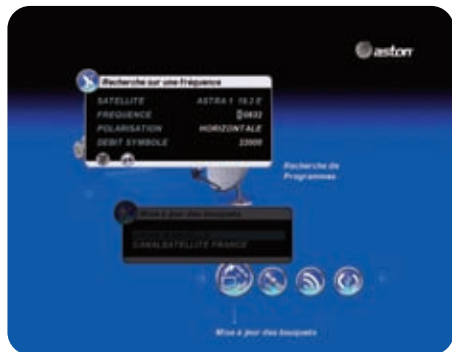 aston
Recherche sur une fréquence
SATELLITE ASTRA 1 19.2 E
FREQUENCE 10832
POLARISATION HORIZONTALE
DEBIT SYMBOLE 22000
Recherche de
Programmes
Mise à jour des bouquets
CANALSATELLITE FRANCE
Mise à jour des bouquets